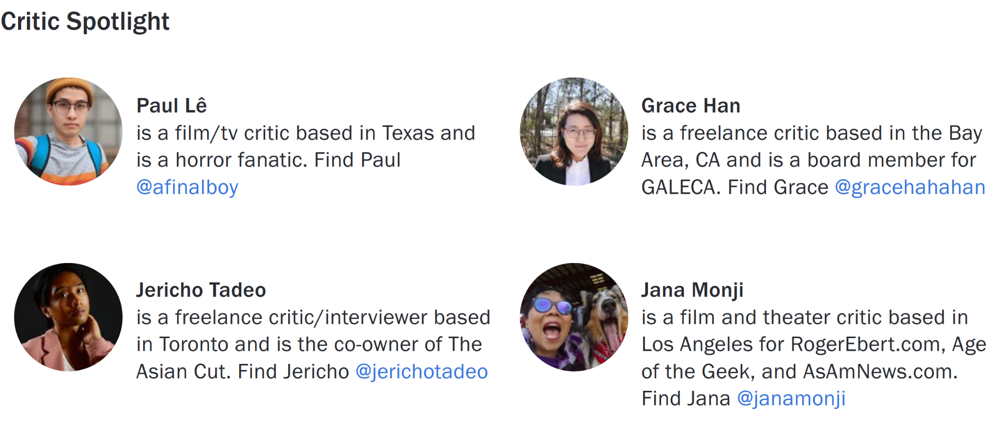 Critic Spotlight
Paul Lê
is a film/tv critic based in Texas and
is a horror fanatic. Find Paul
@afinalboy
Grace Han
is a freelance critic based in the Bay
Area, CA and is a board member for
GALECA. Find Grace @gracehahahan
Jericho Tadeo
is a freelance critic/interviewer based
in Toronto and is the co-owner of The
Asian Cut. Find Jericho @jerichotadeo
Jana Monji
is a film and theater critic based in
Los Angeles for RogerEbert.com, Age
of the Geek, and AsAmNews.com.
Find Jana @janamonji